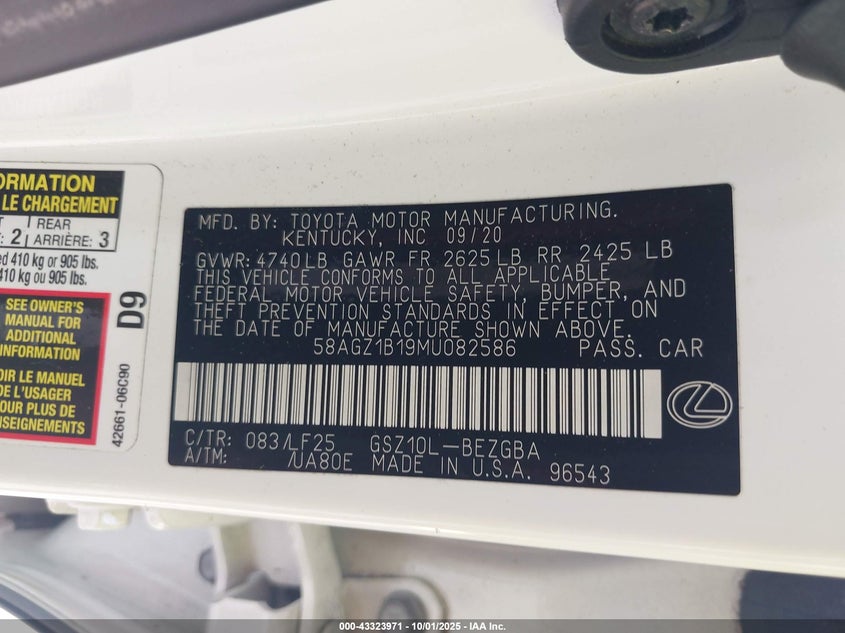 ORMATION
LE CHARGEMENT
2
REAR
ARRIÈRE: 3
410 kg or 905 lbs.
410 kg ou 905 lbs.
SEE OWNER'S
MANUAL FOR
ADDITIONAL
INFORMATION
LE MANUEL
DE L'USAGER
POUR PLUS DE
D9
42661-06C90
MFD. BY: TOYOTA MOTOR MANUFACTURING.
KENTUCKY, INC 09/20
GVWR: 4740LB GAWR FR 2625LB RR 2425 LB
THIS VEHICLE CONFORMS TO ALL APPLICABLE
FEDERAL MOTOR VEHICLE SAFETY, BUMPER, AND
THEFT PREVENTION STANDARDS IN EFFECT ON
THE DATE OF MANUFACTURE SHOWN ABOVE.
58AGZ1B19MU082586 PASS. CAR
C/TR: 083/LF25 GSZ10L-BEZGBA
A/TM: /UA80E MADE IN U.S.A. 96543
000-43323971 - 10/01/2025 - IAA Inc.